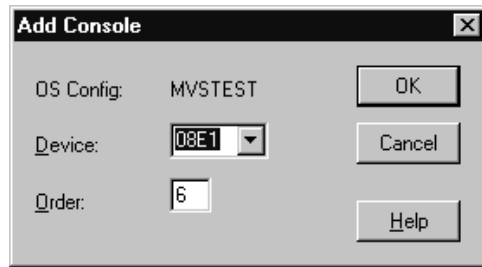 Add Console
OS Config: MVSTEST OK
Device: 08E1 Cancel
Order: 6
Help